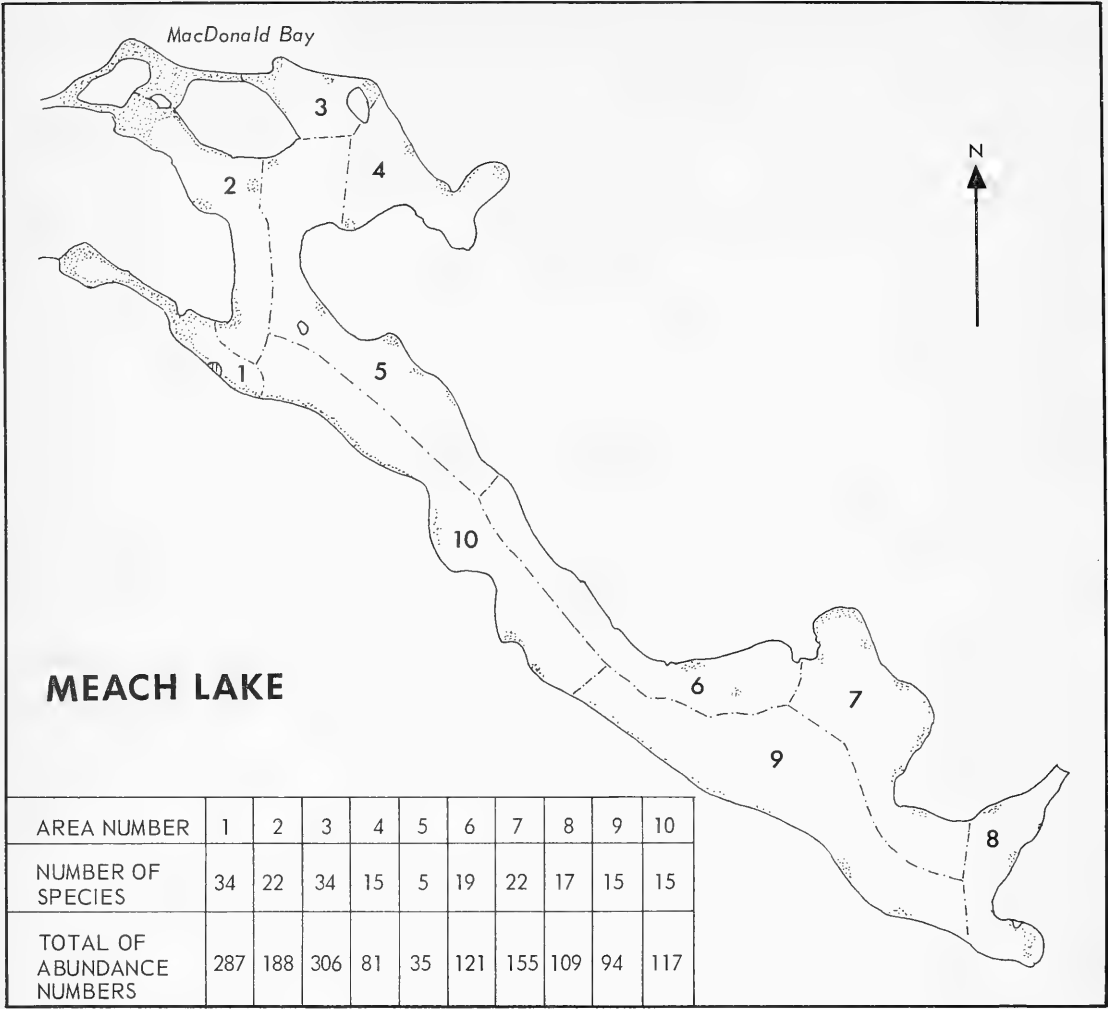 MacDonald Bay
N
3
4
2
1
5
10
6
7
9
8
MEACH LAKE
AREA NUMBER 1 2 3 4 5 6 7 8 9 10
NUMBER OF
SPECIES 34 22 34 15 5 19 22 17 15 15
TOTAL OF
ABUNDANCE 287 188 306 81 35 121 155 109 94 117
NUMBERS